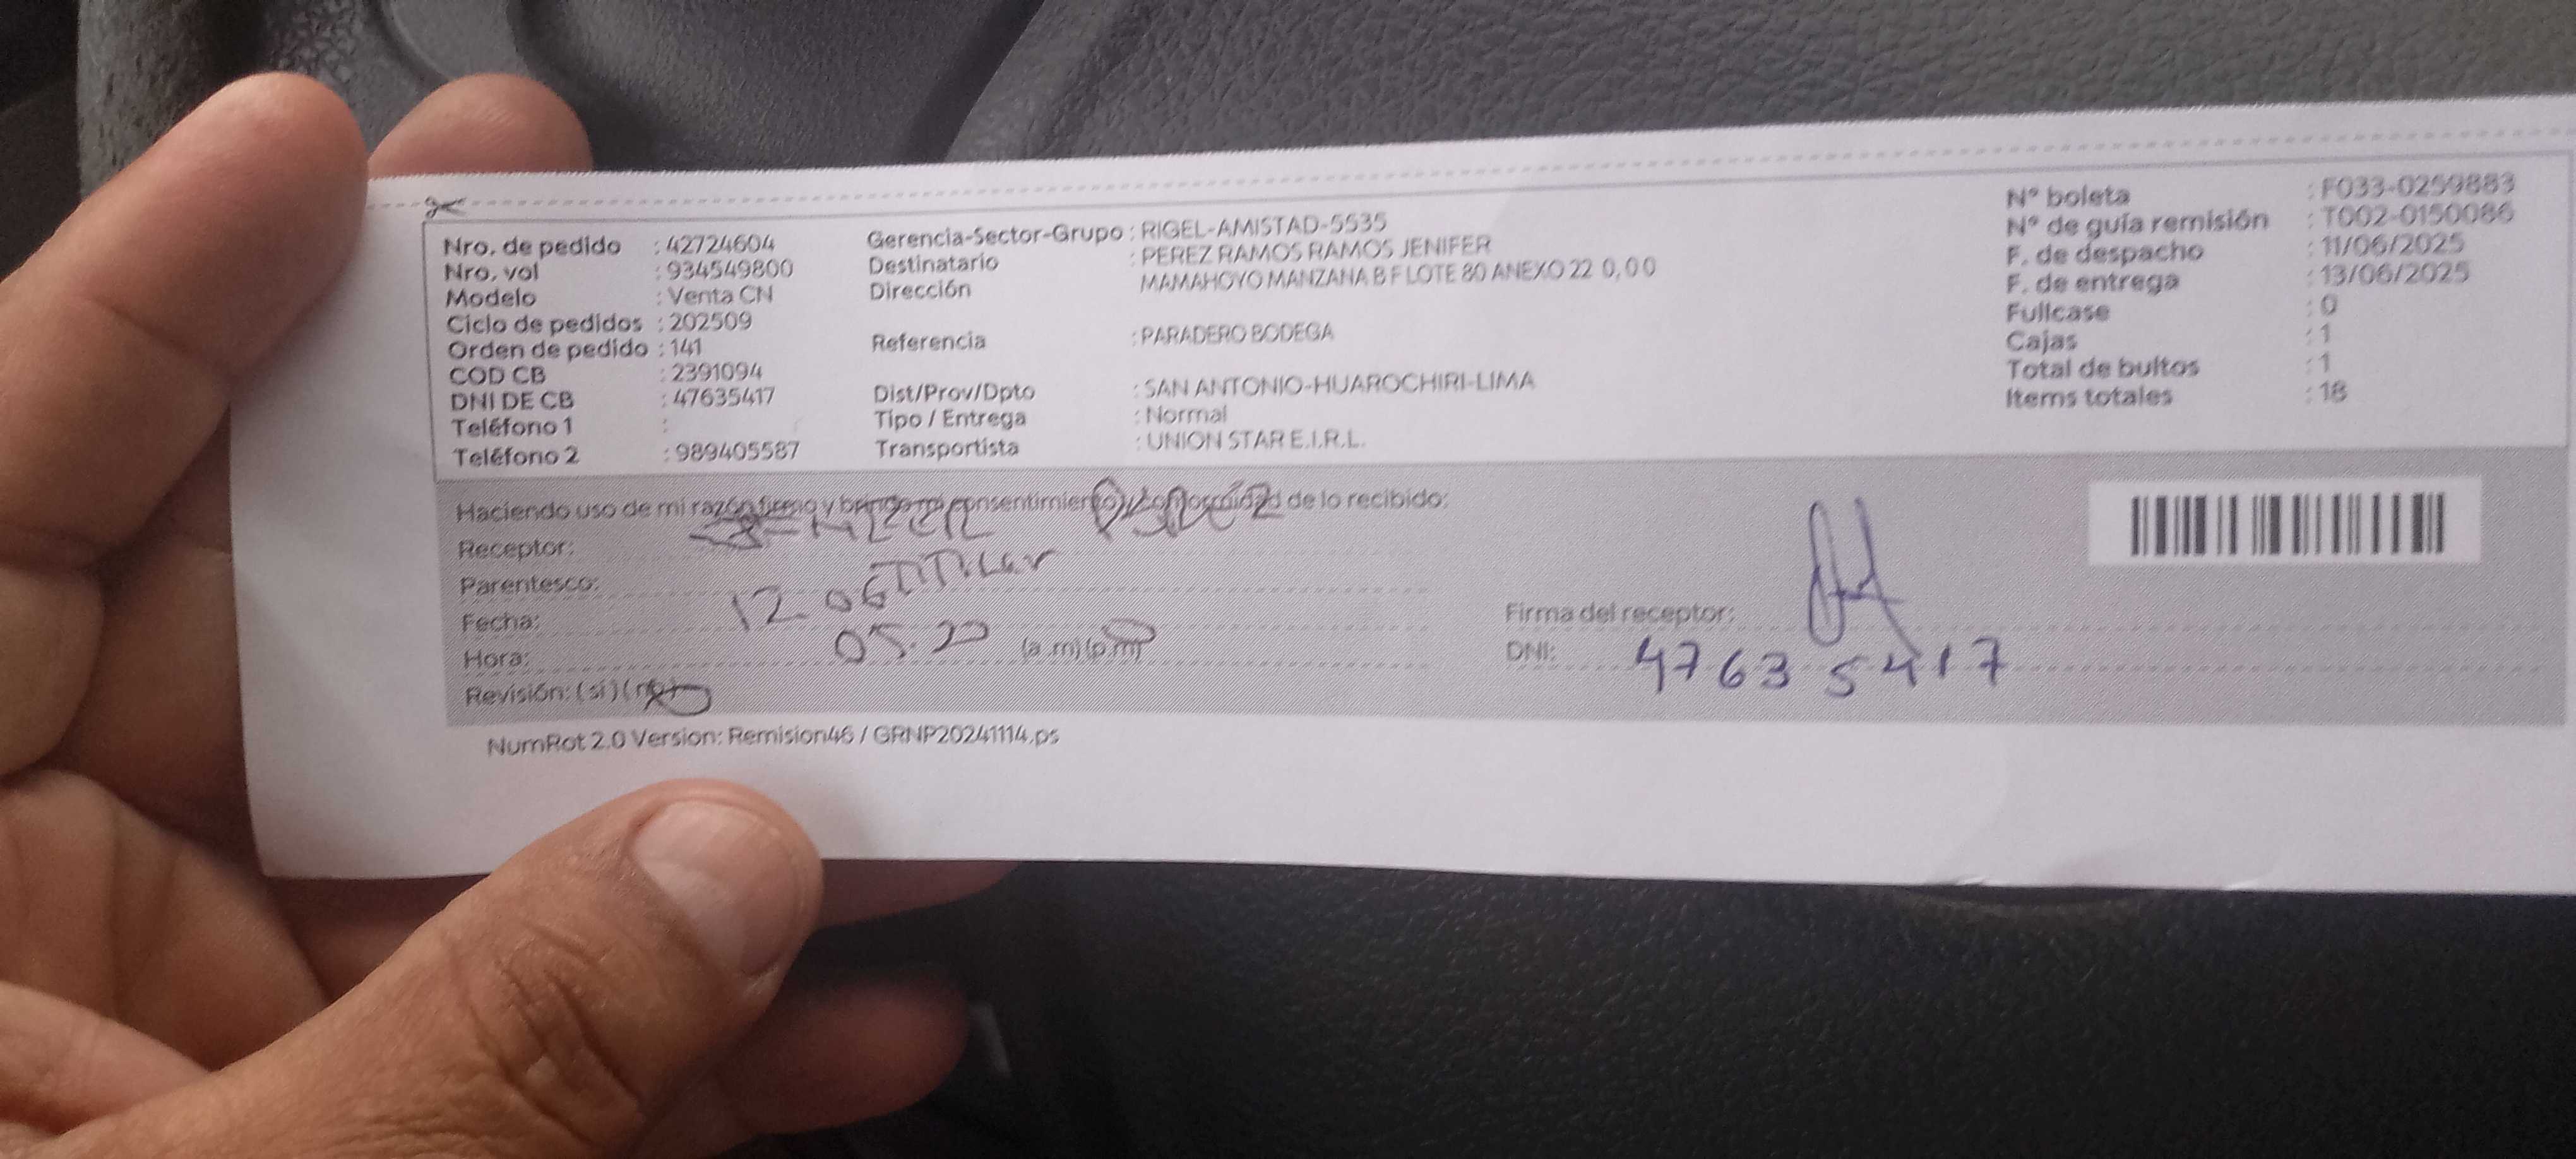 Nro. de pedido : 42724604
Nro. vol : 934549800
Modelo : Venta CN
Ciclo de pedidos : 202509
Orden de pedido : 141
COD CB : 2391094
DNI DE CB : 47635417
Teléfono 1 :
Teléfono 2 : 989405587
Gerencia-Sector-Grupo : RIGEL-AMISTAD-5535
Destinatario : PEREZ RAMOS RAMOS JENIFER
Dirección MAMAHOYO MANZANA B F LOTE 80 ANEXO 22 0,00
Referencia : PARADERO BODEGA
Dist/Prov/Dpto : SAN ANTONIO-HUAROCHIRI-LIMA
Tipo / Entrega : Normal
Transportista : UNION STAR E.I.R.L.
N° boleta : F033-0259883
N° de guía remisión : T002-0150086
F. de despacho : 11/06/2025
F. de entrega : 13/06/2025
Fullcase : 0
Cajas : 1
Total de bultos : 1
Items totales : 18
Haciendo uso de mi razón firmo y brindo mi consentimiento y conformidad de lo recibido:
Receptor:
Parentesco: TITTLar
Fecha: 12.06
Hora: 05.20 (a.m)(p.m)
Revisión: (si) (no)
Firma del receptor:
DNI: 47635417
NumRot 2.0 Version: Remision46 / GRNP20241114.ps